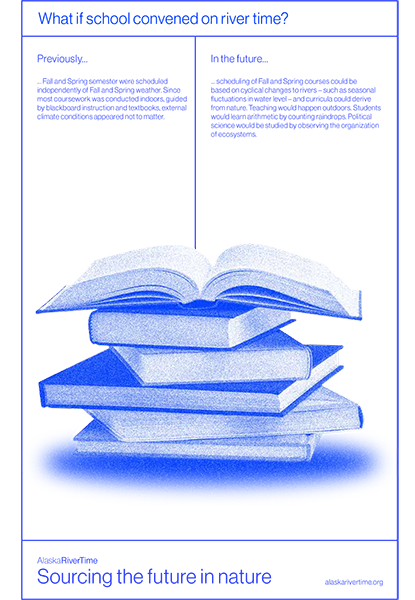 What if school convened on river time?
Previously...
... Fall and Spring semester were scheduled
independently of Fall and Spring weather. Since
most coursework was conducted indoors, guided
by blackboard instruction and textbooks, external
climate conditions appeared not to matter.
In the future...
... scheduling of Fall and Spring courses could be
based on cyclical changes to rivers – such as seasonal
fluctuations in water level – and curricula could derive
from nature. Teaching would happen outdoors. Students
would learn arithmetic by counting raindrops. Political
science would be studied by observing the organization
of ecosystems.
AlaskaRiverTime
Sourcing the future in nature
alaskarivertime.org